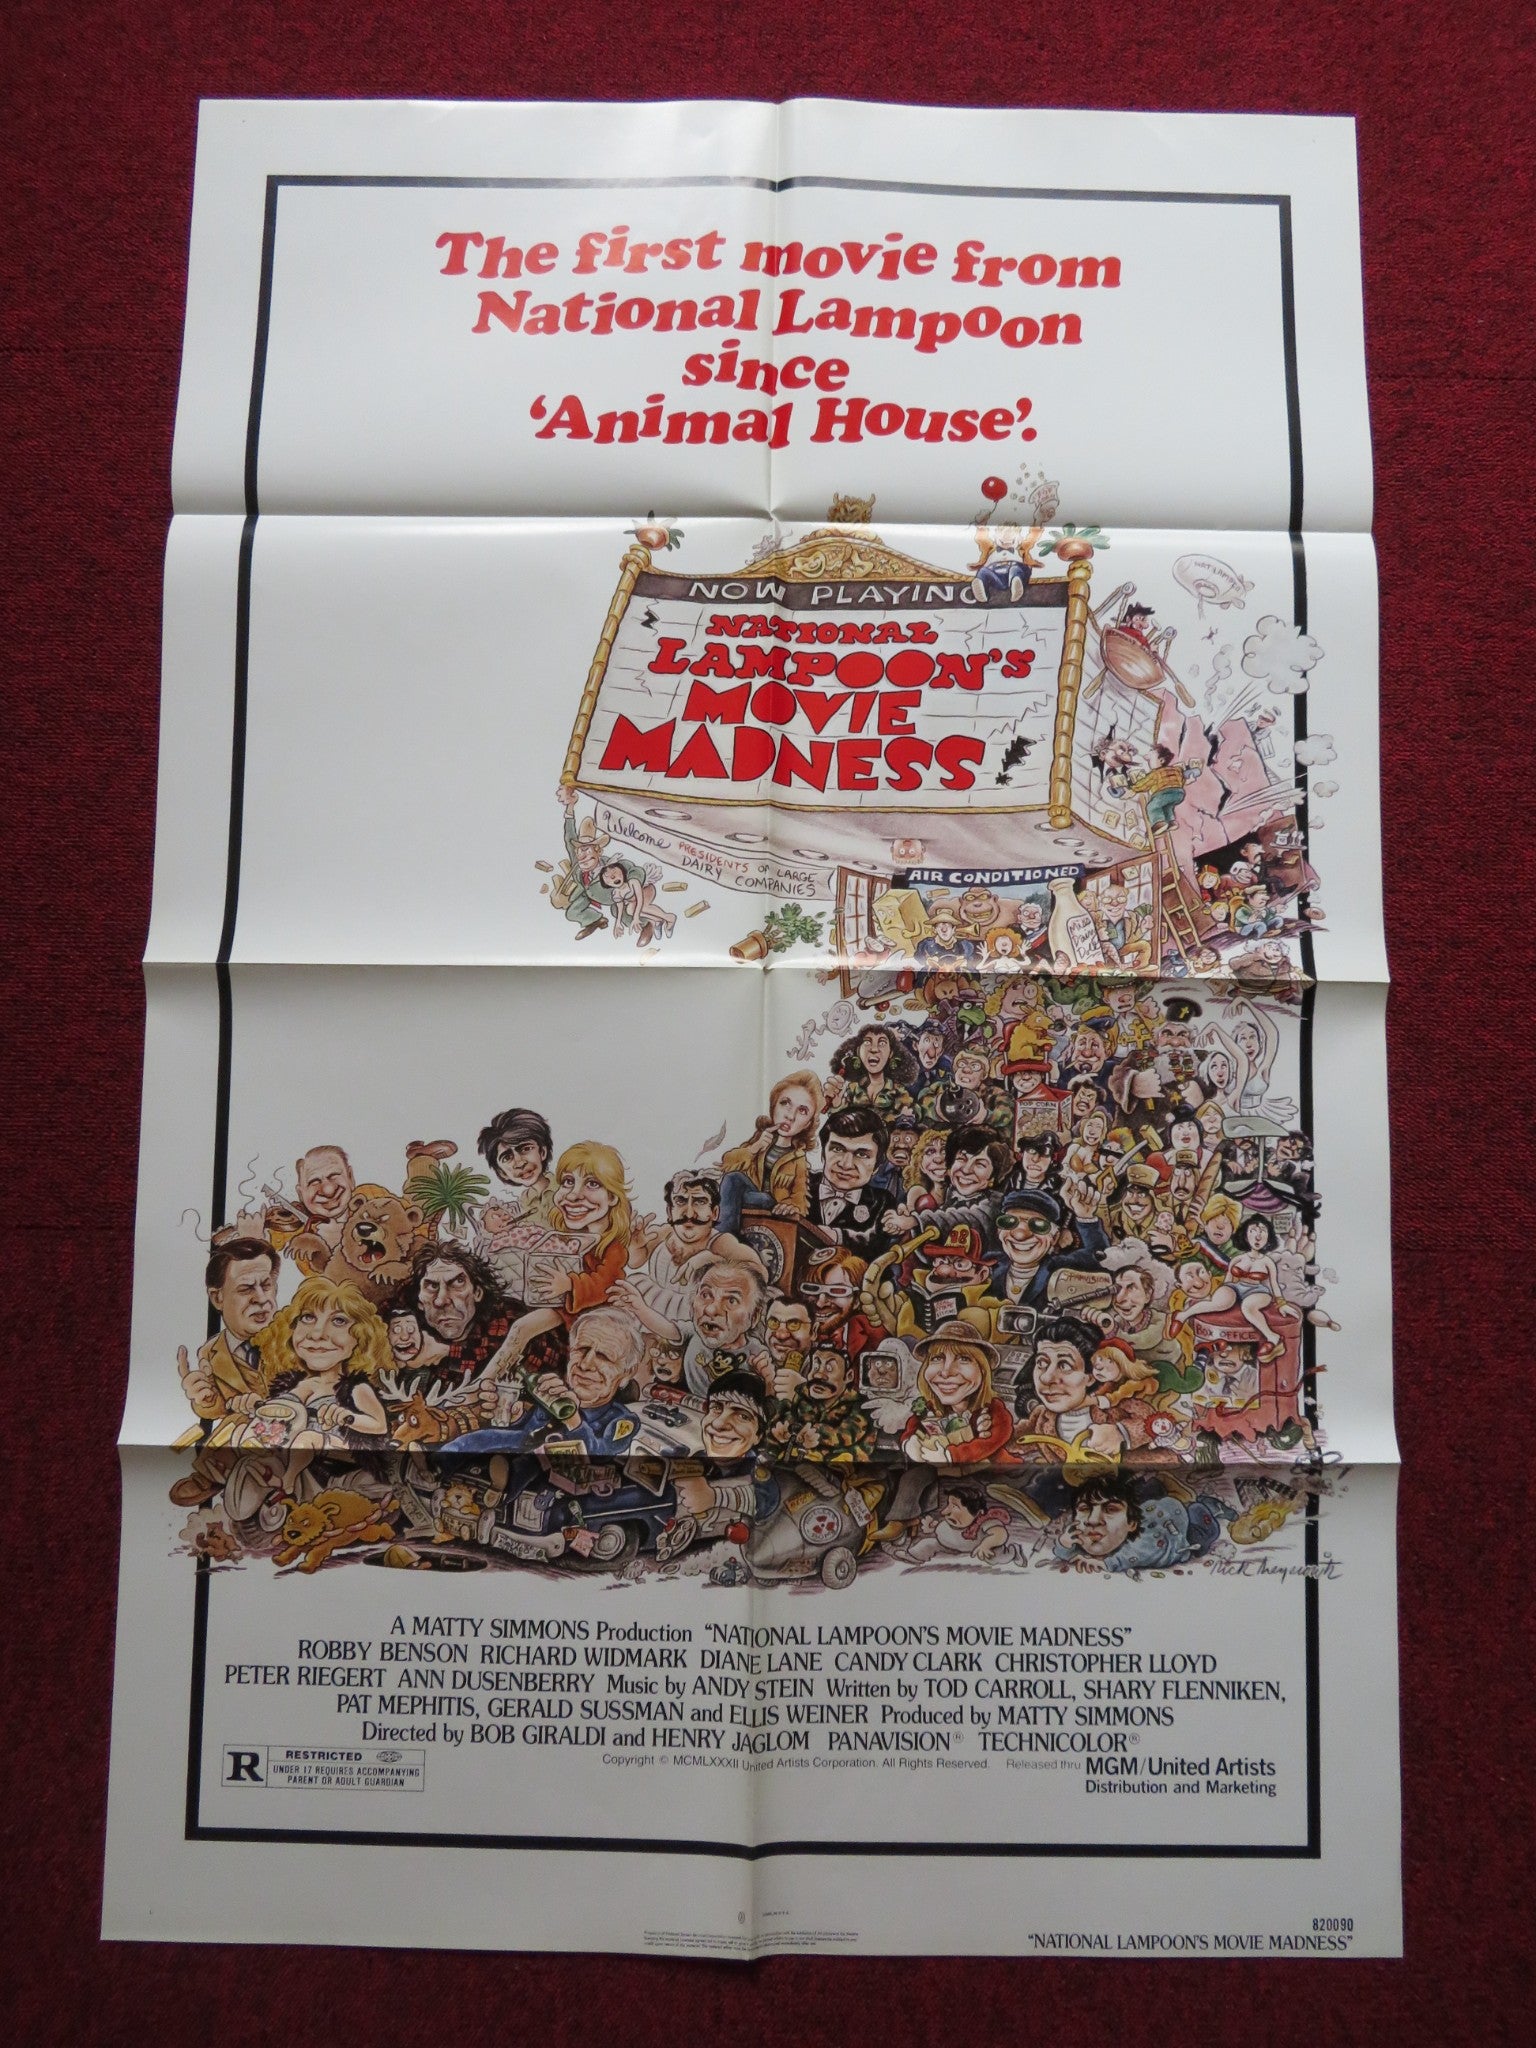 The first movie from
National Lampoon
since
‘Animal House’.
NOW PLAYING
NATIONAL
LAMPOON'S
MOVIE
MADNESS
Welcome PRESIDENTS OF LARGE
DAIRY COMPANIES
AIR CONDITIONED
POP CORN
BOX OFFICE
A MATTY SIMMONS Production "NATIONAL LAMPOON'S MOVIE MADNESS"
ROBBY BENSON RICHARD WIDMARK DIANE LANE CANDY CLARK CHRISTOPHER LLOYD
PETER RIEGERT ANN DUSENBERRY Music by ANDY STEIN Written by TOD CARROLL, SHARY FLENNIKEN,
PAT MEPHITIS, GERALD SUSSMAN and ELLIS WEINER Produced by MATTY SIMMONS
Directed by BOB GIRALDI and HENRY JAGLOM PANAVISION® TECHNICOLOR®
R RESTRICTED
UNDER 17 REQUIRES ACCOMPANYING
PARENT OR ADULT GUARDIAN
Copyright © MCMLXXXII United Artists Corporation. All Rights Reserved. Released thru MGM/United Artists
Distribution and Marketing
820090
"NATIONAL LAMPOON'S MOVIE MADNESS"